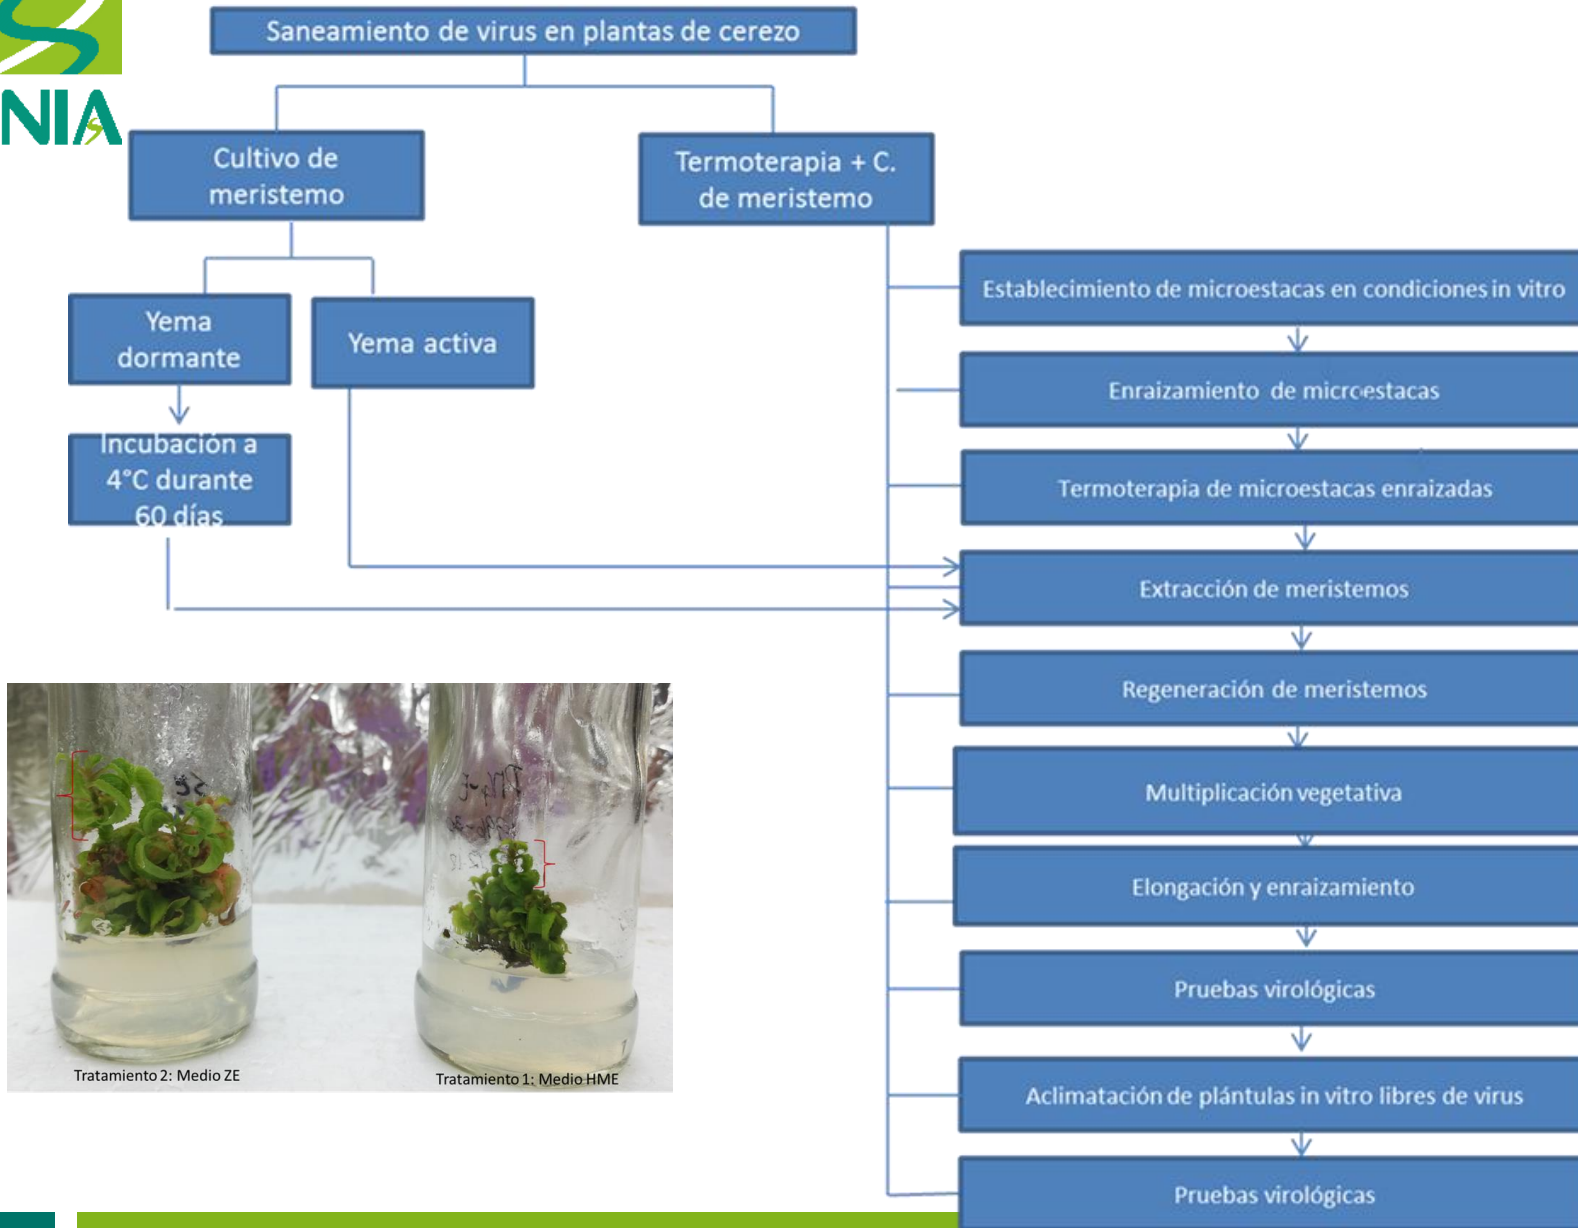 NIA
Saneamiento de virus en plantas de cerezo
Cultivo de
meristemo
Termoterapia + C.
de meristemo
Yema
dormante
Yema activa
Incubación a
4°C durante
60 días
Establecimiento de microestacas en condiciones in vitro
Enraizamiento de microestacas
Termoterapia de microestacas enraizadas
Extracción de meristemos
Regeneración de meristemos
Multiplicación vegetativa
Elongación y enraizamiento
Pruebas virológicas
Aclimatación de plántulas in vitro libres de virus
Pruebas virológicas
Tratamiento 2: Medio ZE
Tratamiento 1: Medio HME